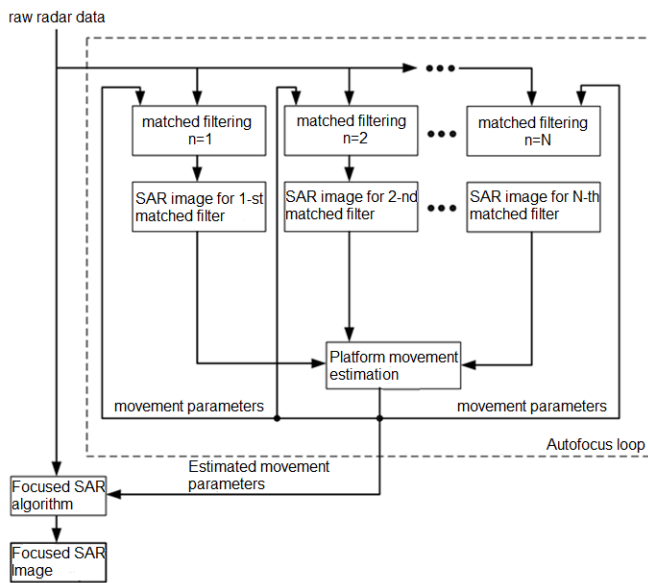 raw radar data
matched filtering
n=1
matched filtering
n=2
matched filtering
n=N
SAR image for 1-st
matched filter
SAR image for 2-nd
matched filter
SAR image for N-th
matched filter
Platform movement
estimation
movement parameters
movement parameters
Autofocus loop
Estimated movement
parameters
Focused SAR
algorithm
Focused SAR
Image